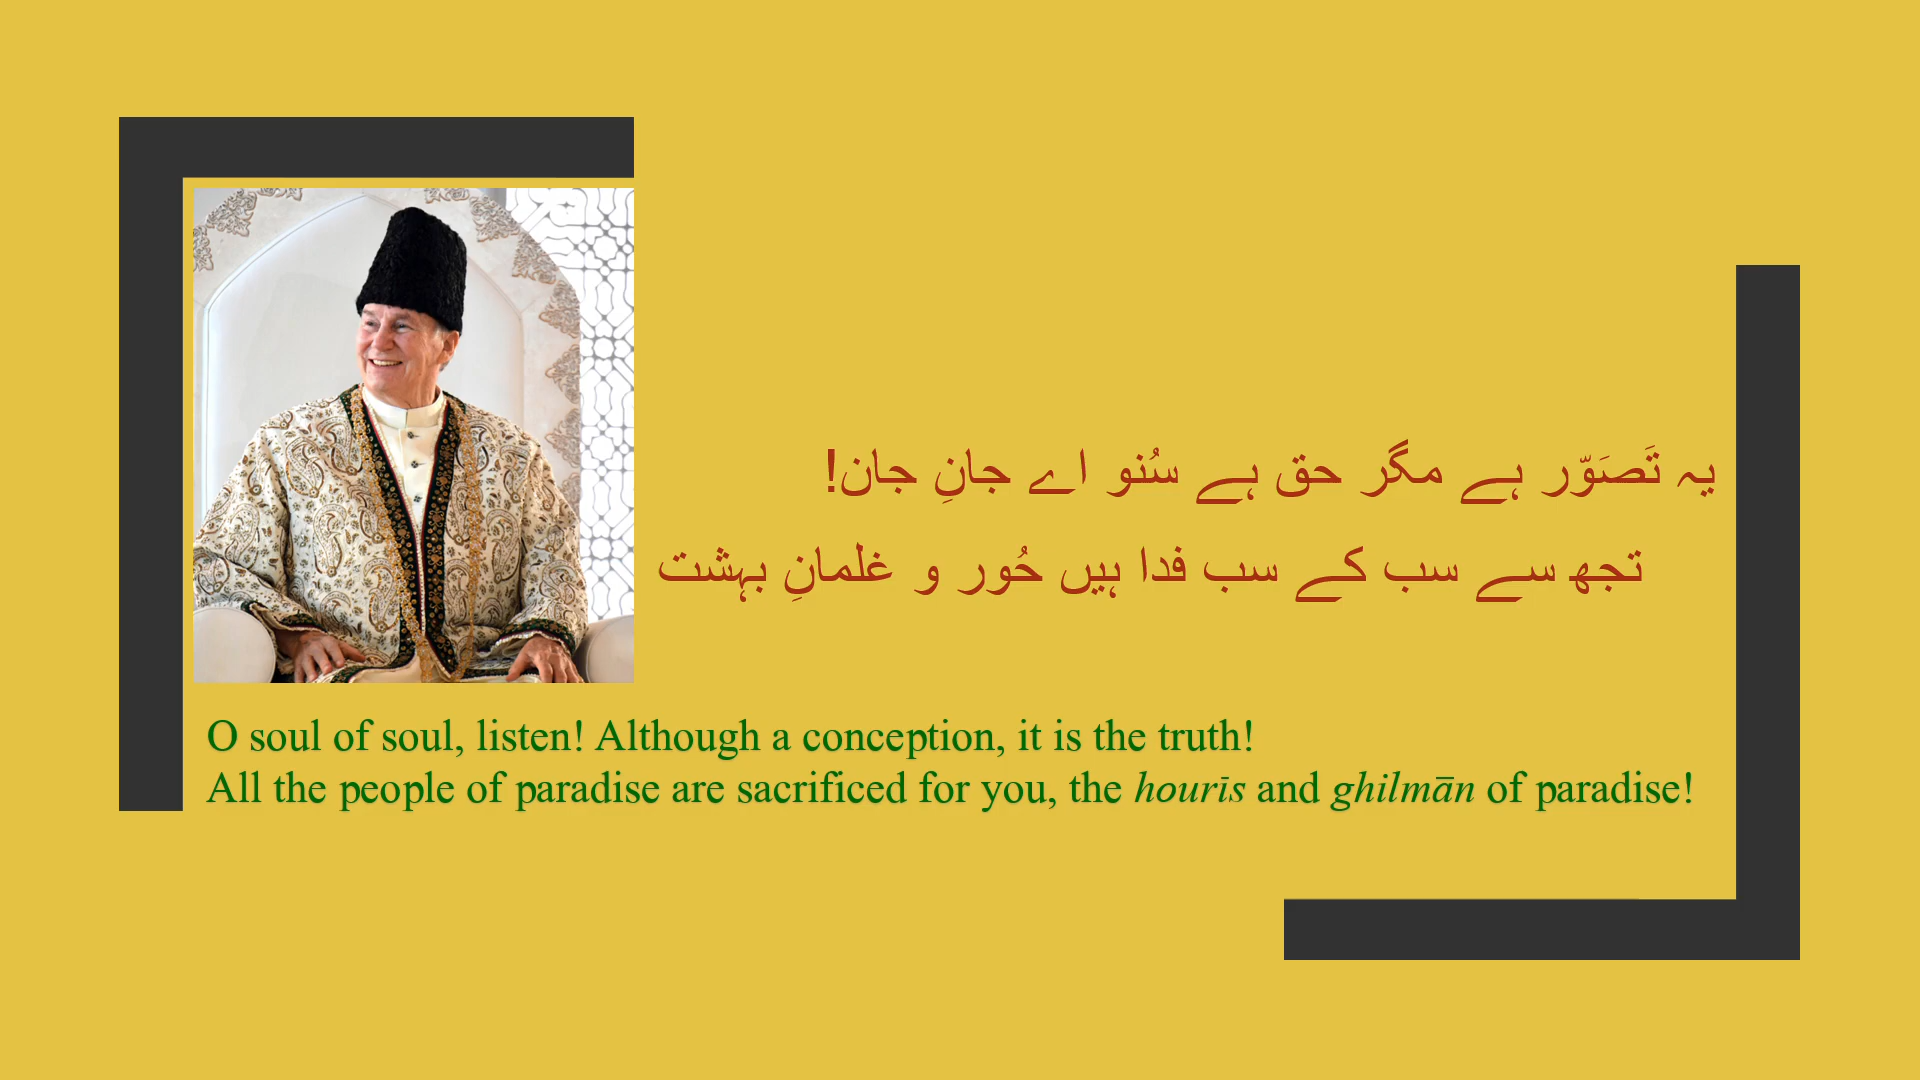 یہ تَصَوّر ہے مگر حق ہے سُنو اے جانِ جان!
تجھ سے سب کے سب فدا ہیں حُور و غلمانِ بہشت
O soul of soul, listen! Although a conception, it is the truth!
All the people of paradise are sacrificed for you, the hourīs and ghilmān of paradise!